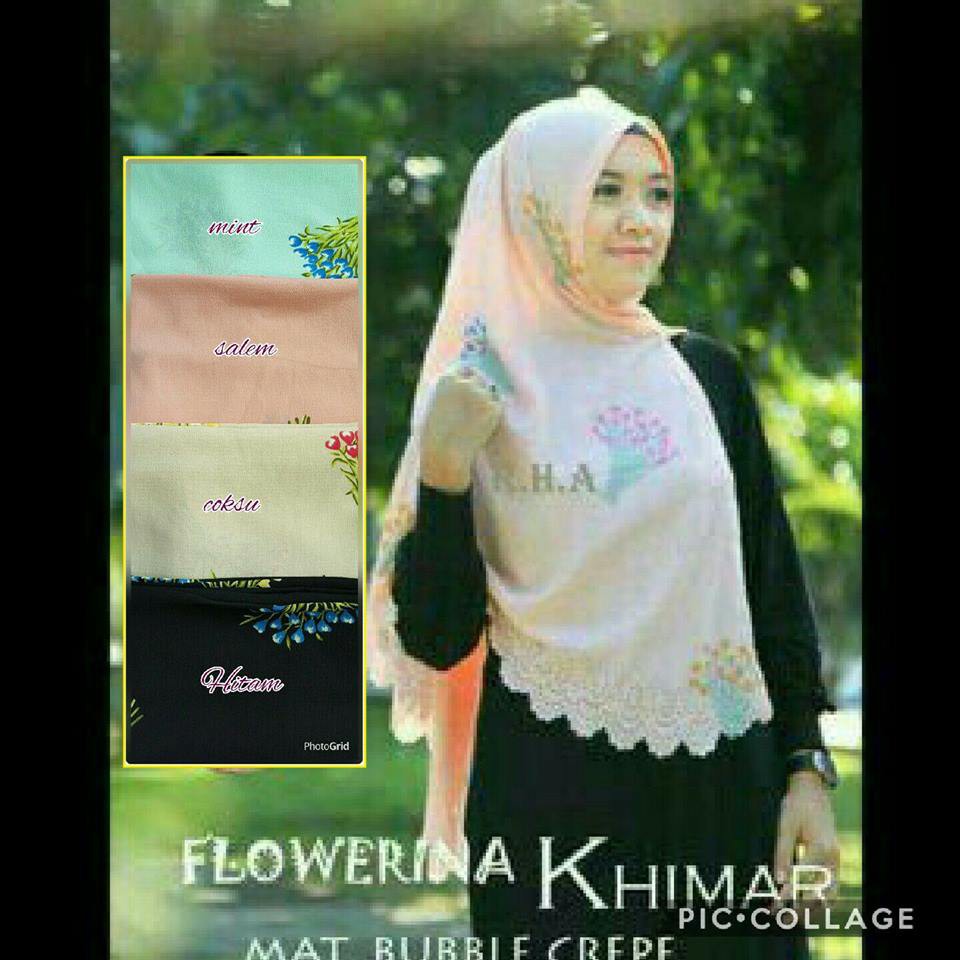 mint
salem
coksu
Hitam
PhotoGrid
R.H.A
FLOWERINA KHIMAR
PIC•COLLAGE
MAT BUBBLE CREPE